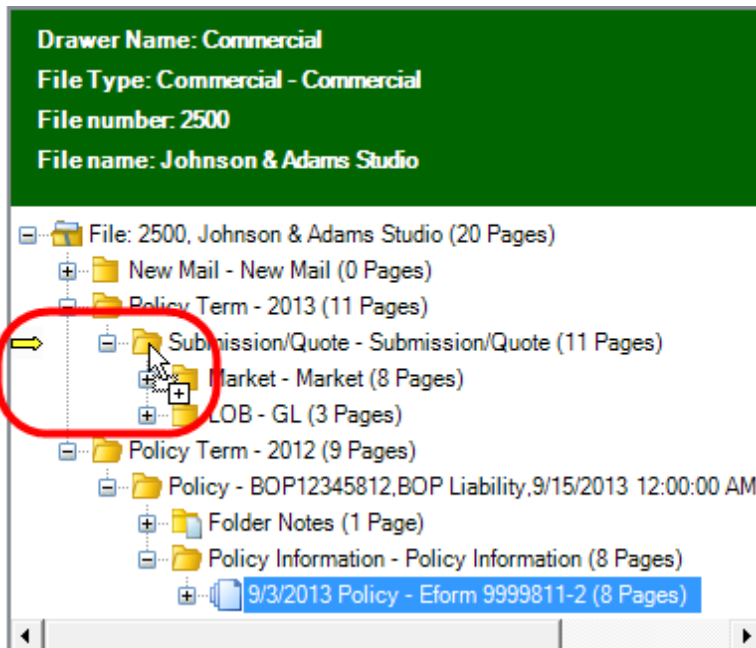 Drawer Name: Commercial
File Type: Commercial - Commercial
File number: 2500
File name: Johnson & Adams Studio
File: 2500, Johnson & Adams Studio (20 Pages)
New Mail - New Mail (0 Pages)
Policy Term - 2013 (11 Pages)
Submission/Quote - Submission/Quote (11 Pages)
Market - Market (8 Pages)
LOB - GL (3 Pages)
Policy Term - 2012 (9 Pages)
Policy - BOP12345812,BOP Liability,9/15/2013 12:00:00 AM
Folder Notes (1 Page)
Policy Information - Policy Information (8 Pages)
9/3/2013 Policy - Eform 9999811-2 (8 Pages)